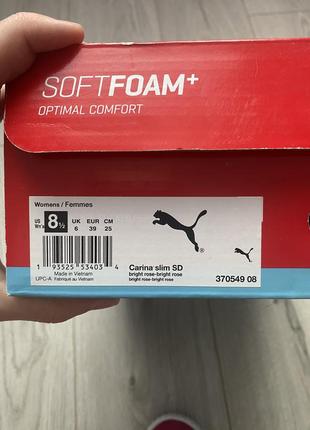 SOFTFOAM+
OPTIMAL COMFORT
Womens / Femmes
US 8½ UK 6 EUR 39 CM 25
Made in Vietnam
1 93525 53403 4
UPC-A Fabriqué au Vietnam
Carina slim SD
bright rose-bright rose
bright rose-bright rose
370549 08